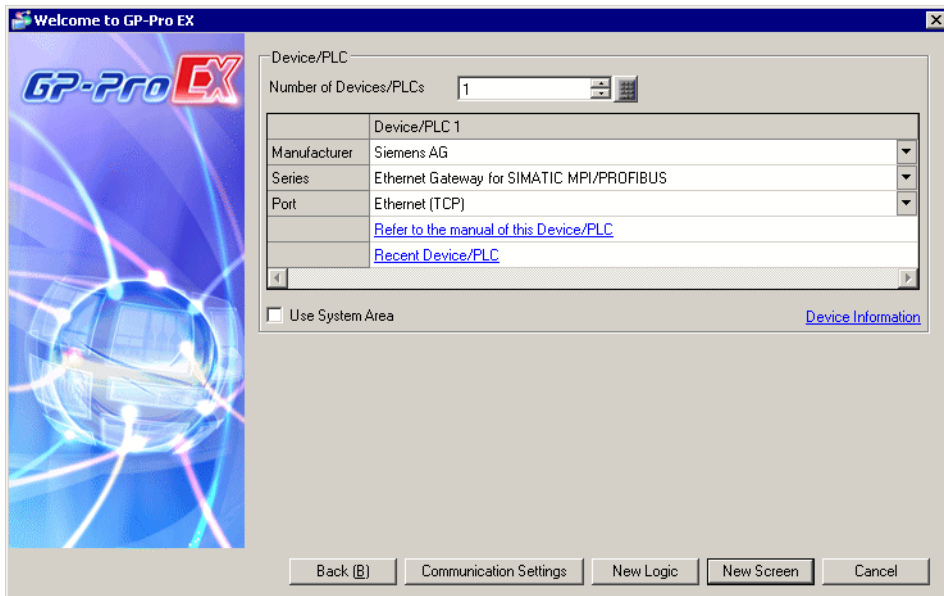 Welcome to GP-Pro EX
GP-Pro EX
Device/PLC
Number of Devices/PLCs 1
Device/PLC 1
Manufacturer Siemens AG
Series Ethernet Gateway for SIMATIC MPI/PROFIBUS
Port Ethernet (TCP)
Refer to the manual of this Device/PLC
Recent Device/PLC
Use System Area Device Information
Back (B) Communication Settings New Logic New Screen Cancel